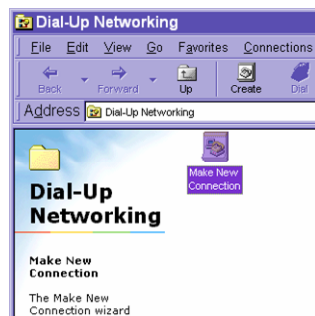 Dial-Up Networking
File Edit View Go Favorites Connections
Back Forward Up Create Dial
Address Dial-Up Networking
Make New
Connection
Dial-Up
Networking
Make New
Connection
The Make New
Connection wizard